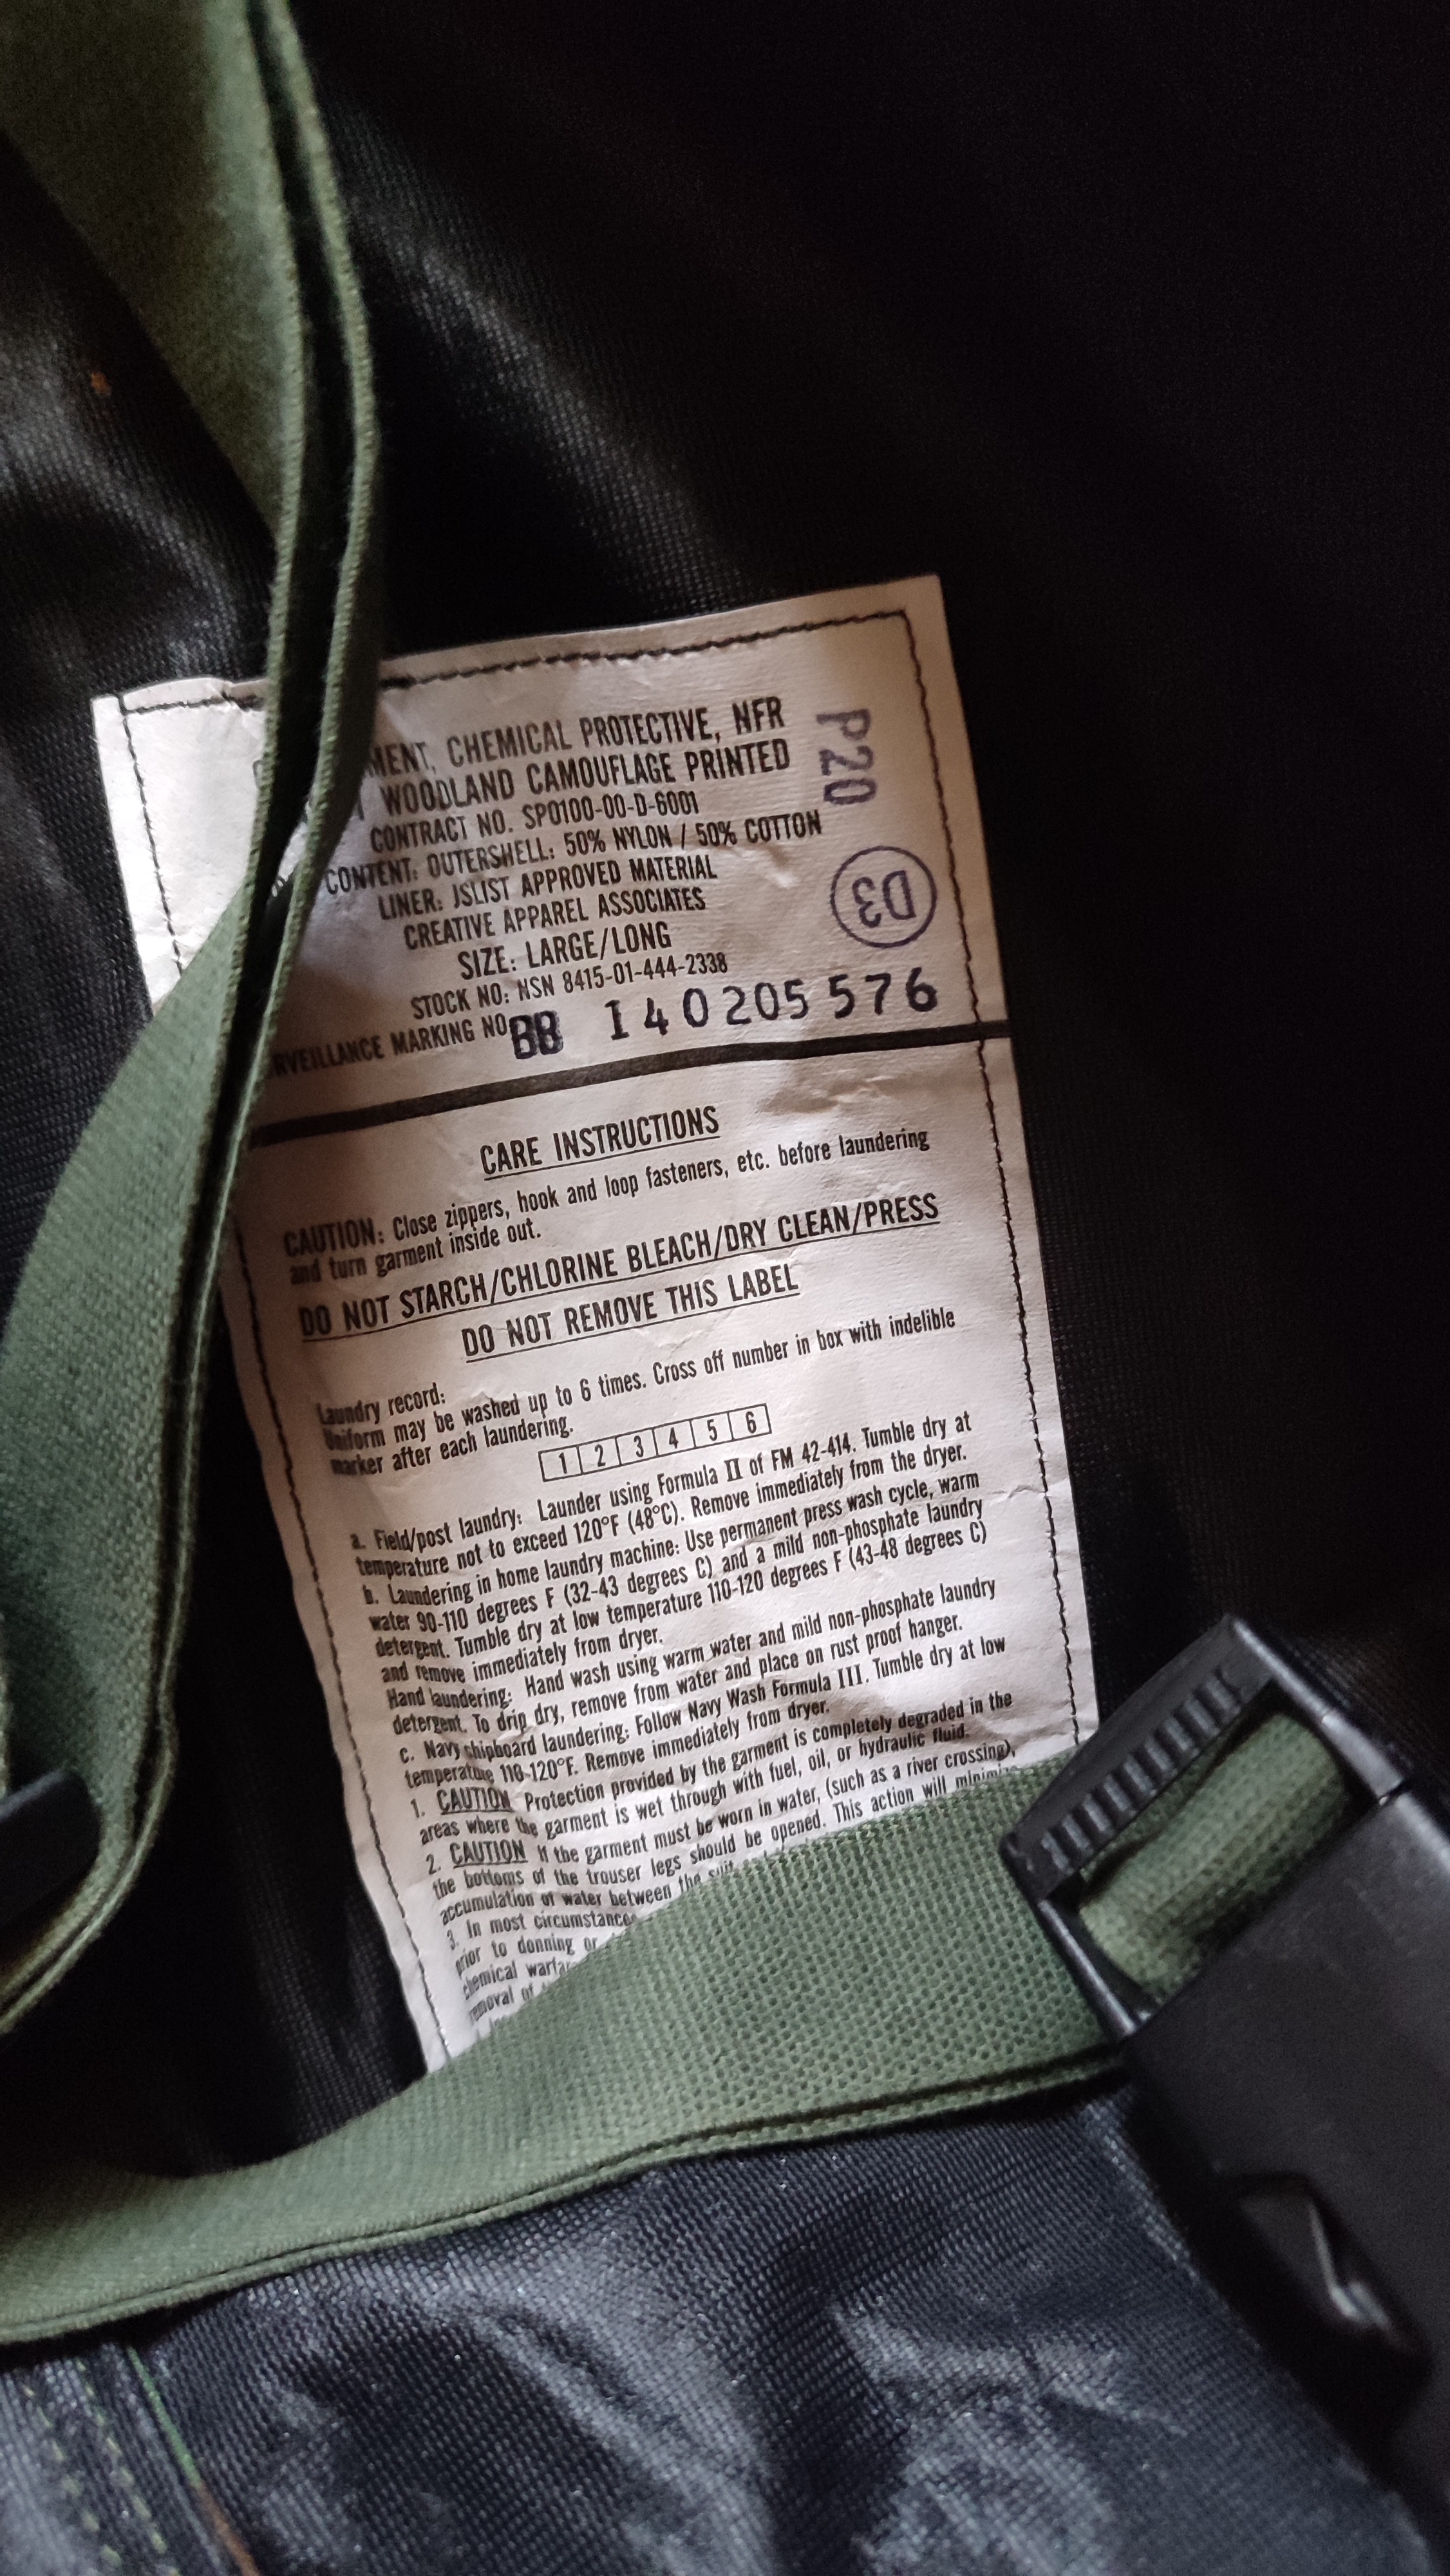 CHEMICAL PROTECTIVE, NFR
WOODLAND CAMOUFLAGE PRINTED
CONTRACT NO. SPO100-00-D-6001
CONTENT: OUTERSHELL: 50% NYLON / 50% COTTON
LINER: JSLIST APPROVED MATERIAL
CREATIVE APPAREL ASSOCIATES
SIZE: LARGE/LONG
STOCK NO: NSN 8415-01-444-2338
MARKING NO. BB 140205576
P20
D3
CARE INSTRUCTIONS
CAUTION: Close zippers, hook and loop fasteners, etc. before laundering
and turn garment inside out.
DO NOT STARCH/CHLORINE BLEACH/DRY CLEAN/PRESS
DO NOT REMOVE THIS LABEL
Laundry record:
Uniform may be washed up to 6 times. Cross off number in box with indelible
marker after each laundering.
1 2 3 4 5 6
a. Field/post laundry: Launder using Formula II of FM 42-414. Tumble dry at
temperature not to exceed 120°F (48°C). Remove immediately from the dryer.
b. Laundering in home laundry machine: Use permanent press wash cycle, warm
water 90-110 degrees F (32-43 degrees C) and a mild non-phosphate laundry
detergent. Tumble dry at low temperature 110-120 degrees F (43-48 degrees C)
and remove immediately from dryer.
Hand laundering: Hand wash using warm water and mild non-phosphate laundry
detergent. To drip dry, remove from water and place on rust proof hanger.
c. Navy shipboard laundering: Follow Navy Wash Formula III. Tumble dry at low
temperature 110-120°F. Remove immediately from dryer.
1. CAUTION Protection provided by the garment is completely degraded in the
areas where the garment is wet through with fuel, oil, or hydraulic fluid.
2. CAUTION If the garment must be worn in water, (such as a river crossing),
the bottoms of the trouser legs should be opened. This action will
accumulation of water between the
3. In most
prior to donning or
chemical
removal of